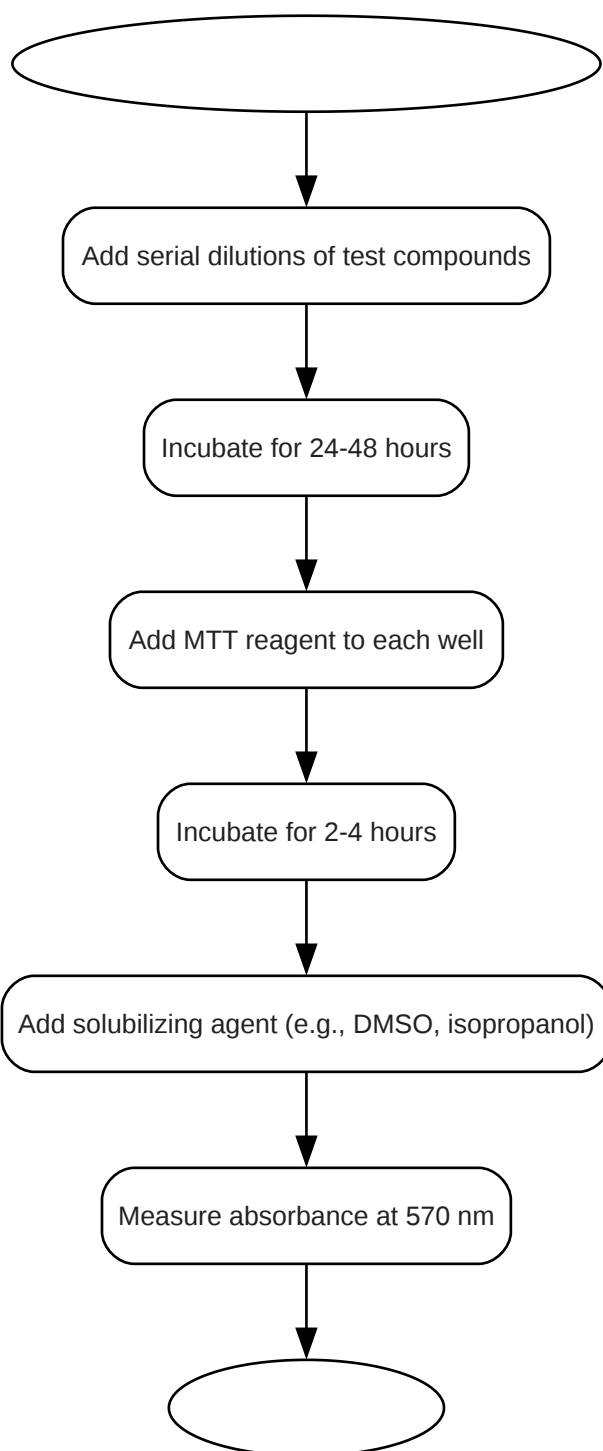 Add serial dilutions of test compounds
Incubate for 24-48 hours
Add MTT reagent to each well
Incubate for 2-4 hours
Add solubilizing agent (e.g., DMSO, isopropanol)
Measure absorbance at 570 nm